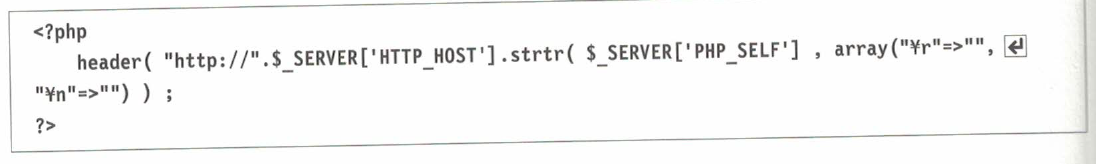 <?php
header( "http://".$_SERVER['HTTP_HOST'].strtr( $_SERVER['PHP_SELF'] , array("¥r"=>"", ↵
"¥n"=>"") ) ;
?>